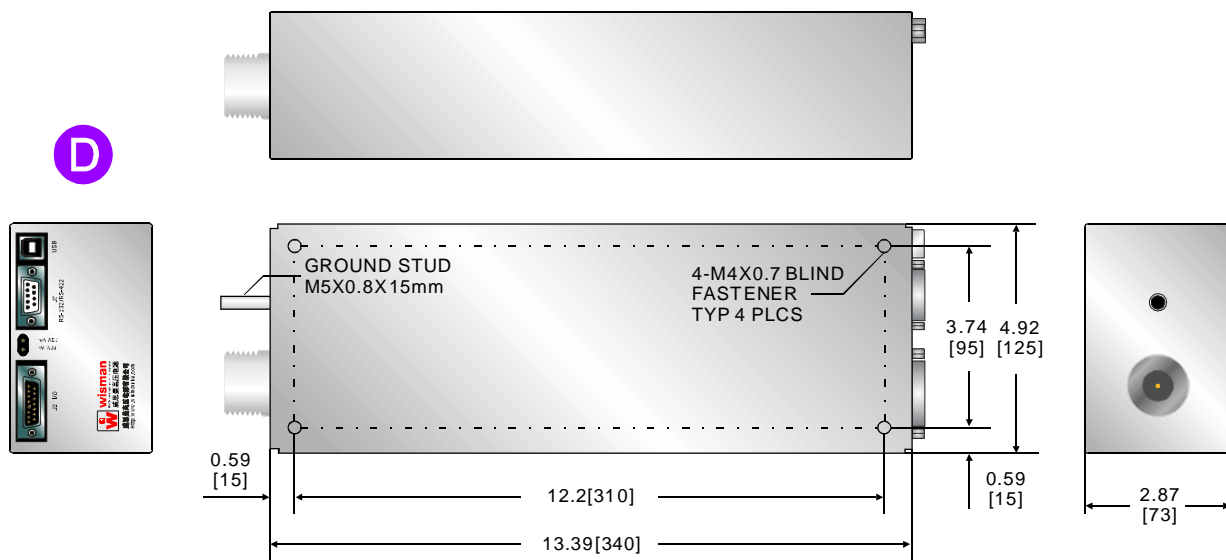 D
USB
RS-232/RS-422
J2 I/O
wisman
W
GROUND STUD
M5X0.8X15mm
4-M4X0.7 BLIND
FASTENER
TYP 4 PLCS
3.74
[95]
4.92
[125]
0.59
[15]
12.2[310]
0.59
[15]
13.39[340]
2.87
[73]